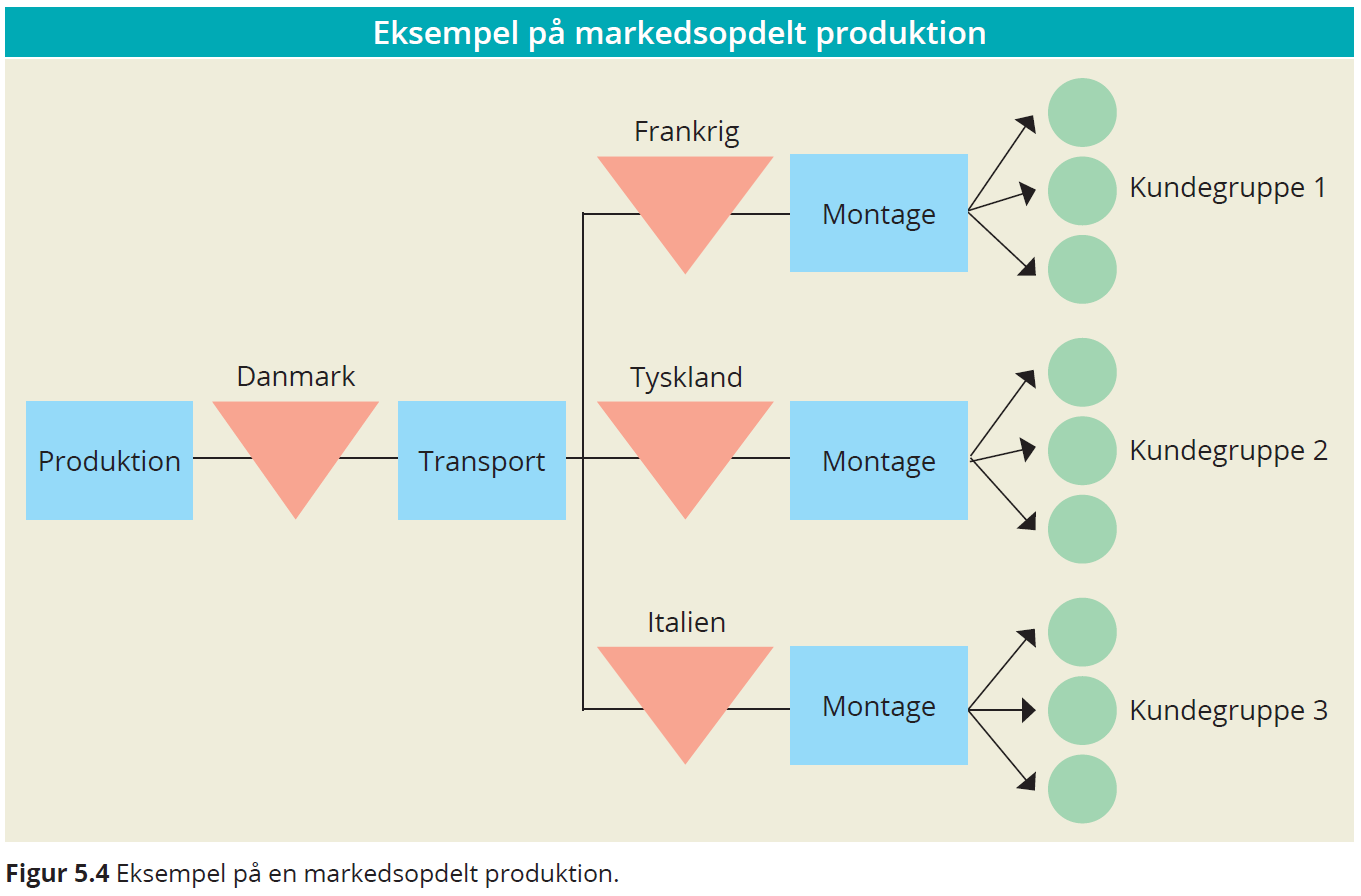 Eksempel på markedsopdelt produktion
Frankrig
Montage
Kundegruppe 1
Danmark
Tyskland
Produktion
Transport
Montage
Kundegruppe 2
Italien
Montage
Kundegruppe 3
Figur 5.4 Eksempel på en markedsopdelt produktion.